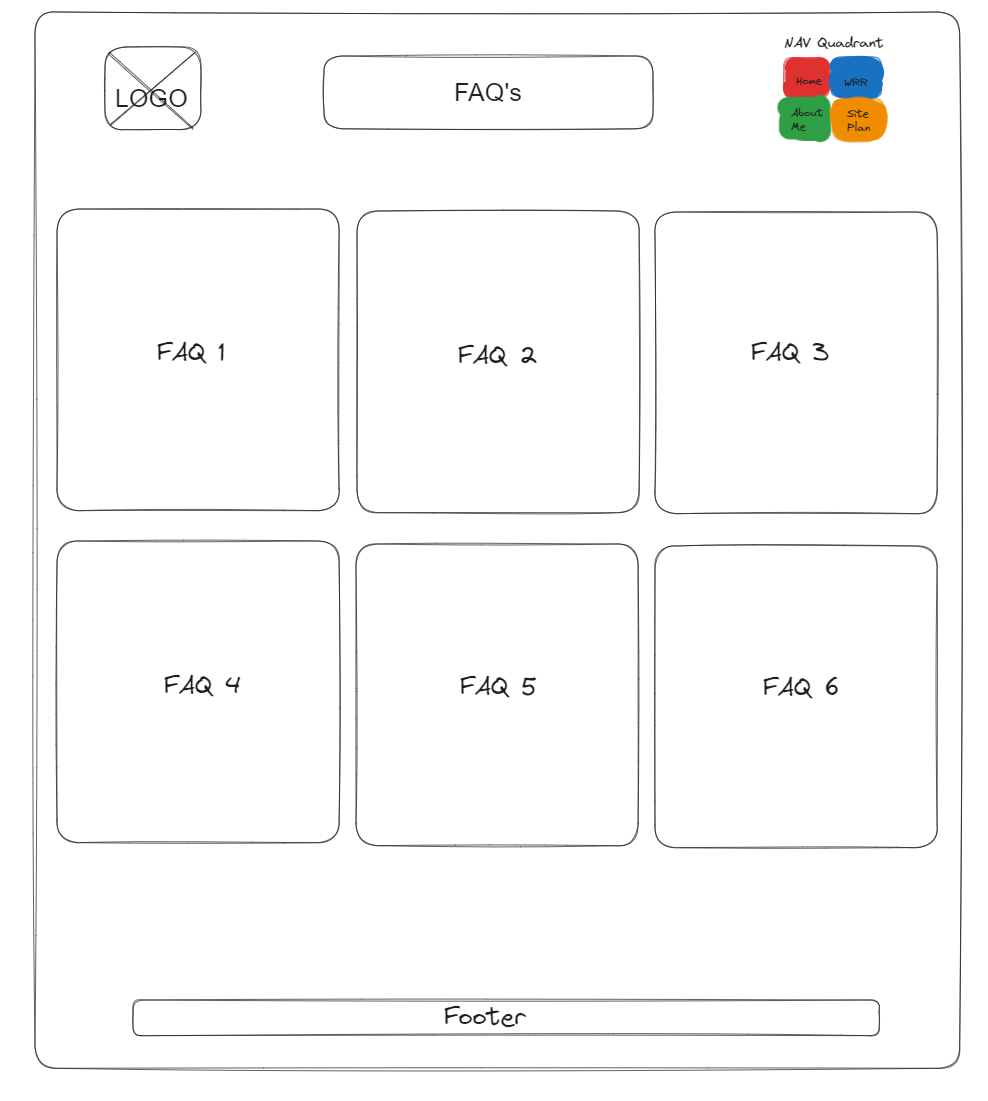 LOGO
FAQ's
NAV Quadrant
Home
WRR
About
Me
Site
Plan
FAQ 1
FAQ 2
FAQ 3
FAQ 4
FAQ 5
FAQ 6
Footer